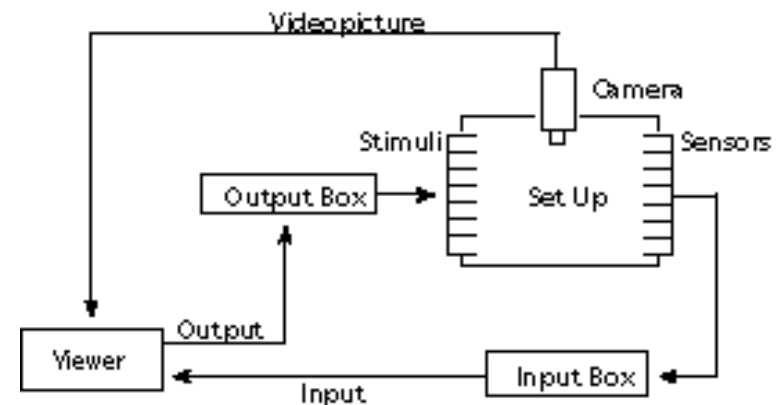 Videopicture
Camera
Stimuli
Sensors
Output Box
Set Up
Output
Viewer
Input Box
Input